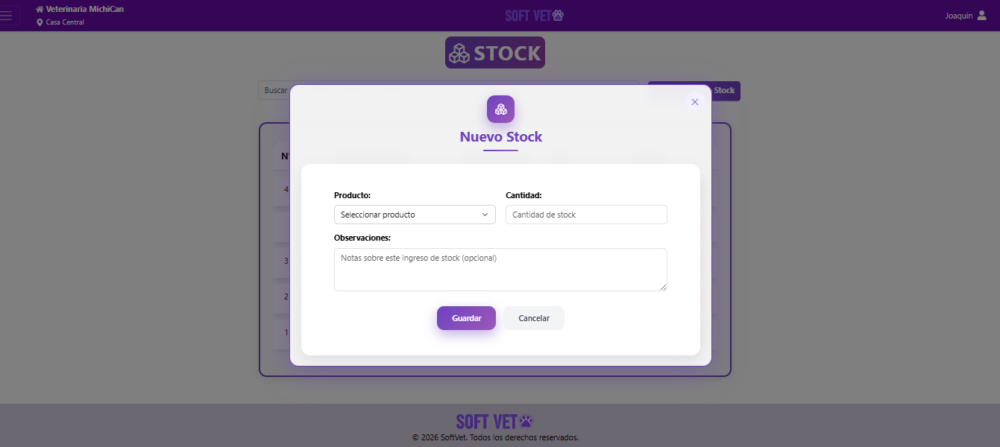 Veterinaria MichiCan
Casa Central
SOFT VET
Joaquin
STOCK
Buscar
Stock
Nuevo Stock
N°
4
3
2
1
Producto:
Cantidad:
Seleccionar producto
Cantidad de stock
Observaciones:
Notas sobre este ingreso de stock (opcional)
Guardar
Cancelar
SOFT VET
© 2026 SoftVet. Todos los derechos reservados.